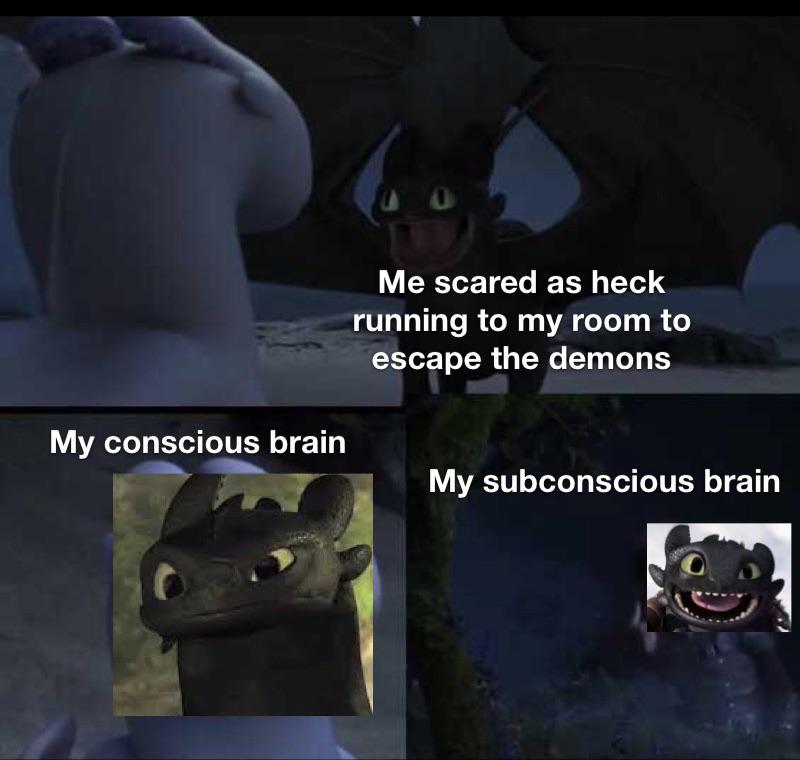 Me scared as heck
running to my room to
escape the demons
My conscious brain
My subconscious brain